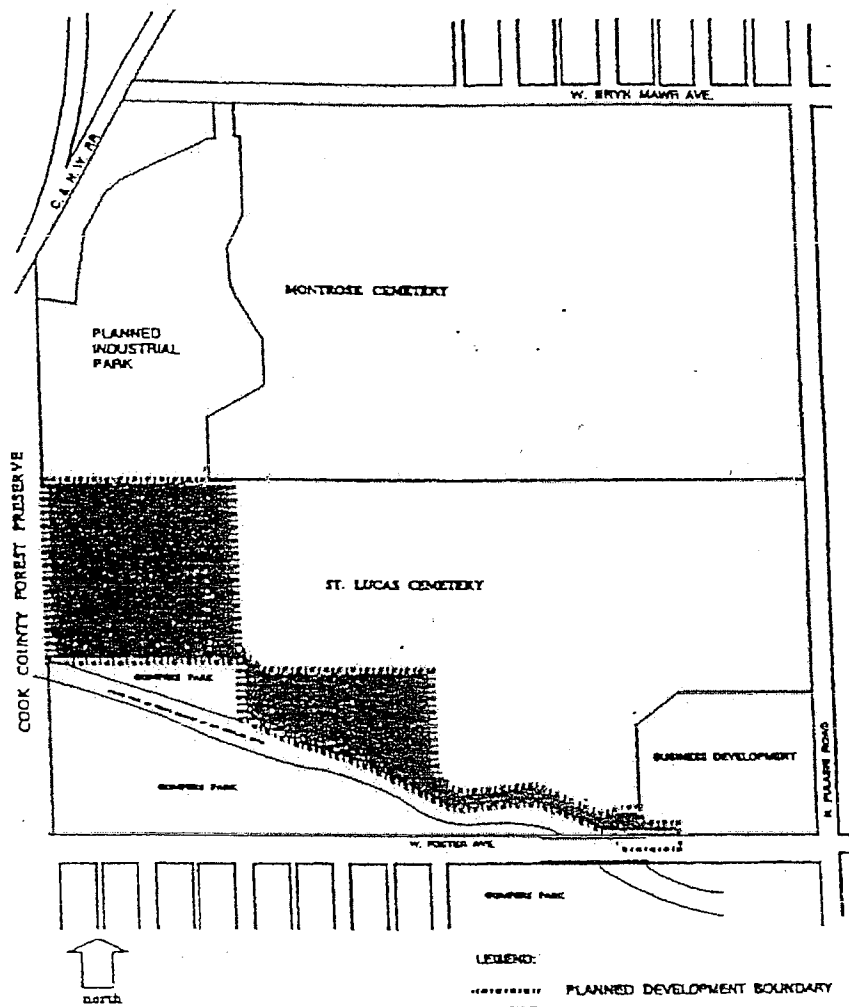 W. BRYN MAWR AVE.
C. & N. W. RR
MONTROSE CEMETERY
PLANNED
INDUSTRIAL
PARK
COOK COUNTY FOREST PRESERVE
ST. LUCAS CEMETERY
GOMPERS PARK
BUSINESS DEVELOPMENT
N. PULASKI ROAD
GOMPERS PARK
W. FOSTER AVE.
GOMPERS PARK
LEGEND:
PLANNED DEVELOPMENT BOUNDARY
north